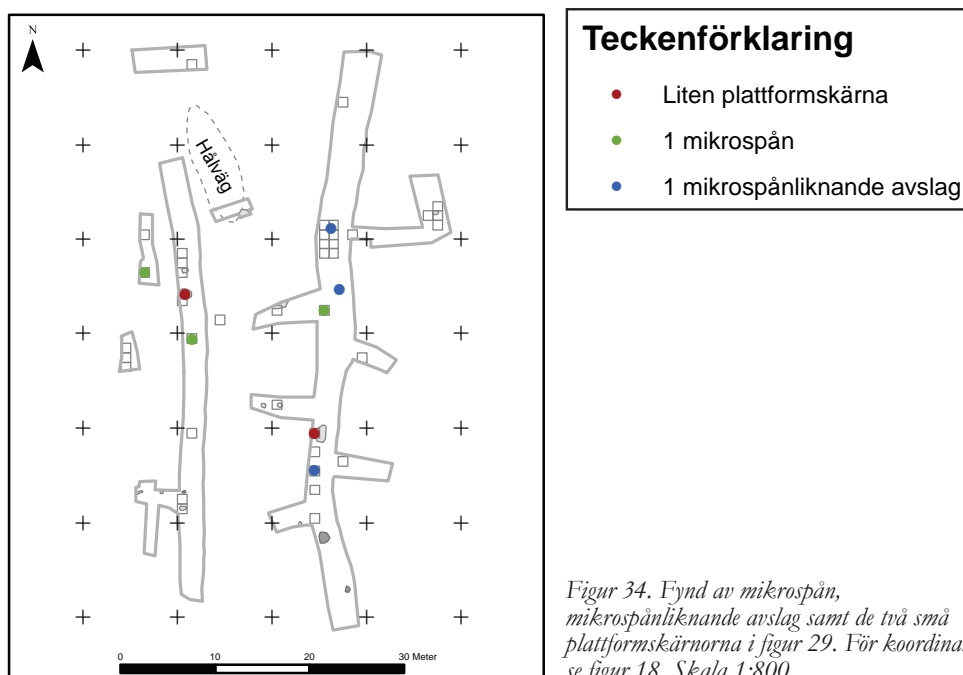 N
Hålväg
0 10 20 30 Meter
Teckenförklaring
Liten plattformskärna
1 mikrospån
1 mikrospånliknande avslag
Figur 34. Fynd av mikrospån,
mikrospånliknande avslag samt de två små
plattformskärnorna i figur 29. För
se figur 18. Skala 1:800